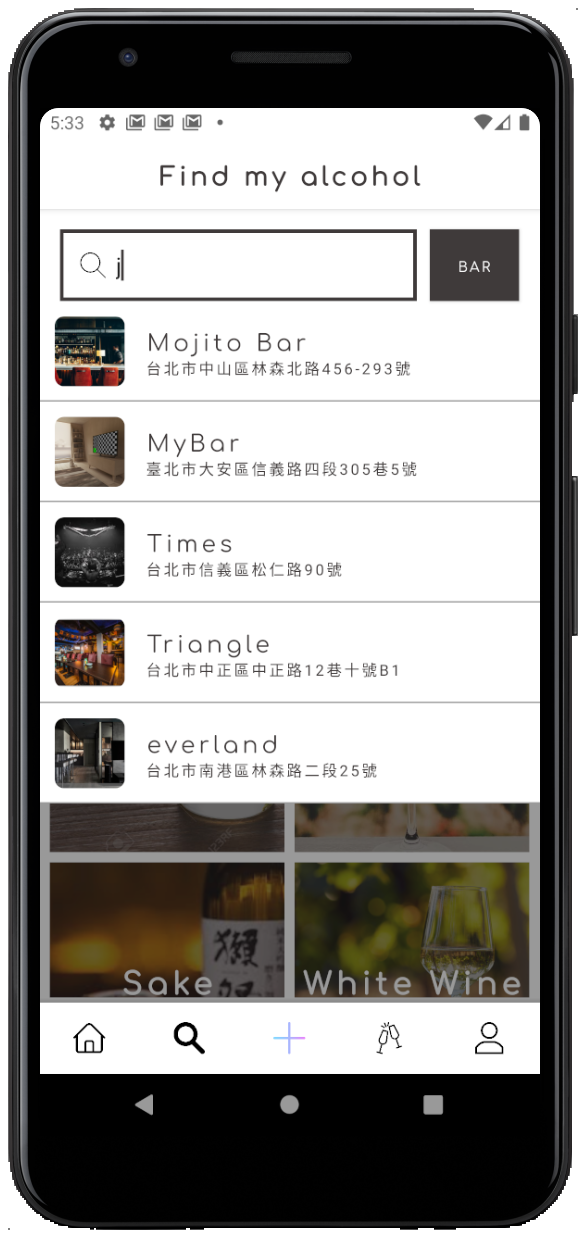 5:33
Find my alcohol
j
BAR
Mojito Bar
台北市中山區林森北路456-293號
MyBar
臺北市大安區信義路四段305巷5號
Times
台北市信義區松仁路90號
Triangle
台北市中正區中正路12巷十號B1
everland
台北市南港區林森路二段25號
獺
Sake
White Wine